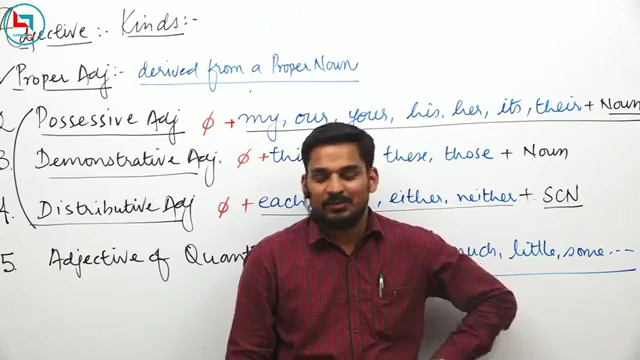 Adjective :- Kinds :-
✓ Proper Adj :- derived from a Proper Noun
2. Possessive Adj ø + my, our, your, his, her, its, their + Noun
3. Demonstrative Adj. ø + these, those + Noun
4. Distributive Adj ø + each, either, neither + SCN
5. Adjective of much, little, some ---